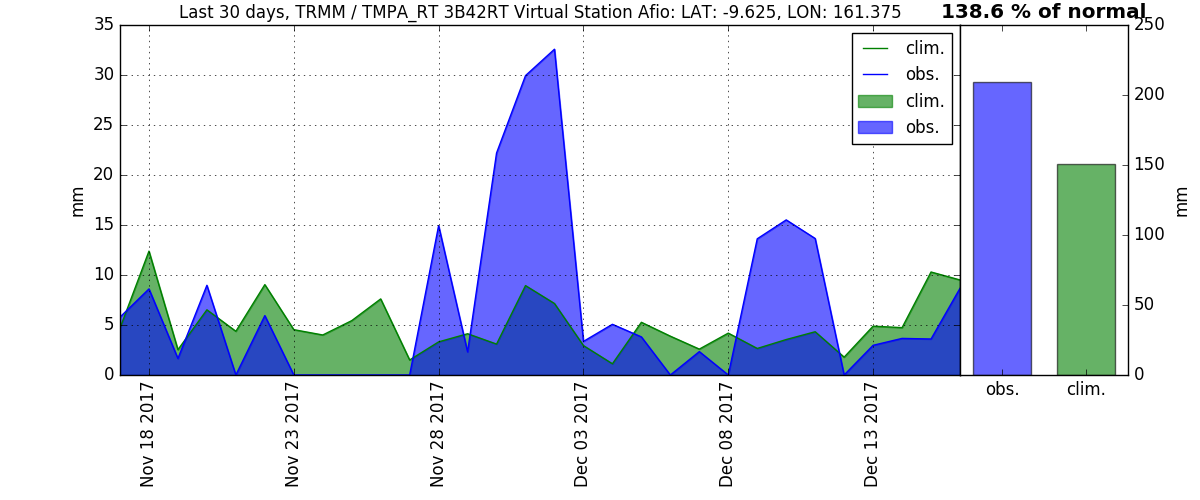 Last 30 days, TRMM / TMPA_RT 3B42RT Virtual Station Afio: LAT: -9.625, LON: 161.375
138.6 % of normal
35
30
25
20
15
10
5
0
mm
clim.
obs.
clim.
obs.
Nov 18 2017
Nov 23 2017
Nov 28 2017
Dec 03 2017
Dec 08 2017
Dec 13 2017
250
200
150
100
50
0
mm
obs.
clim.